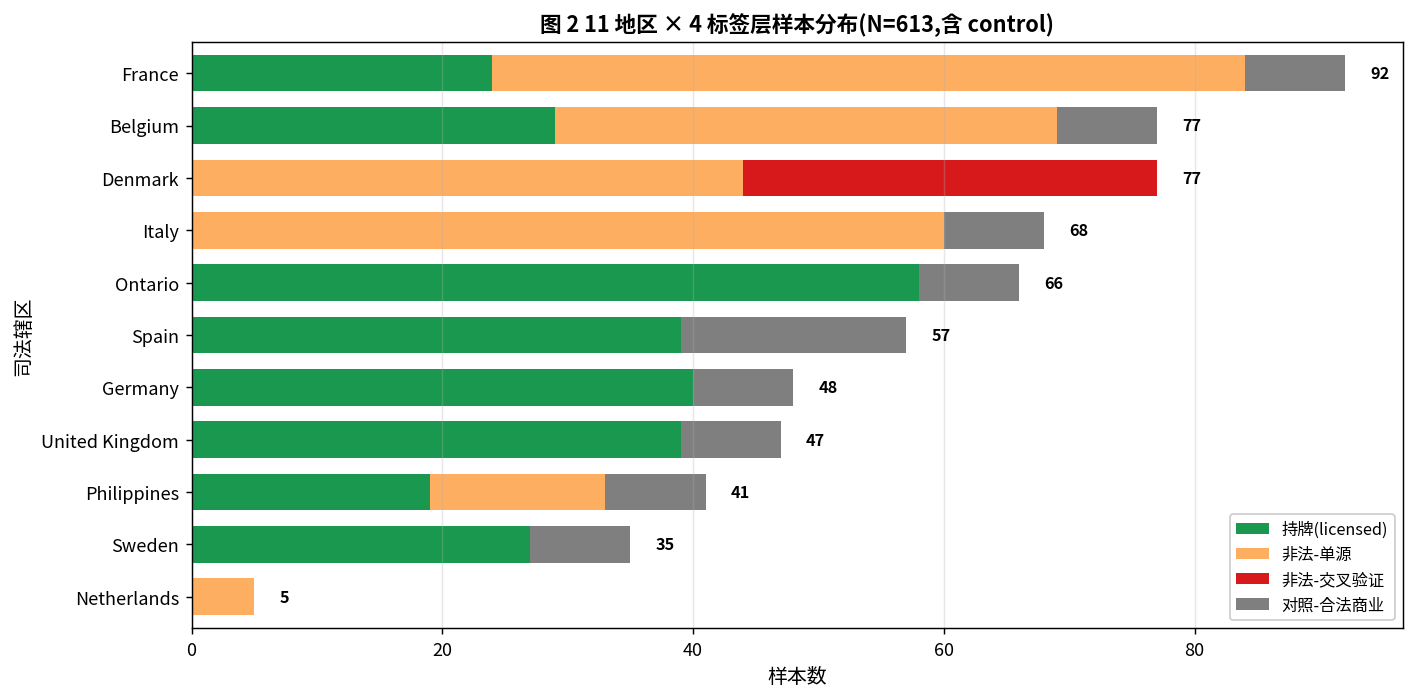 图 2 11 地区 × 4 标签层样本分布(N=613,含 control)
司法辖区
France 92
Belgium 77
Denmark 77
Italy 68
Ontario 66
Spain 57
Germany 48
United Kingdom 47
Philippines 41
Sweden 35
Netherlands 5
持牌(licensed)
非法-单源
非法-交叉验证
对照-合法商业
0 20 40 60 80
样本数